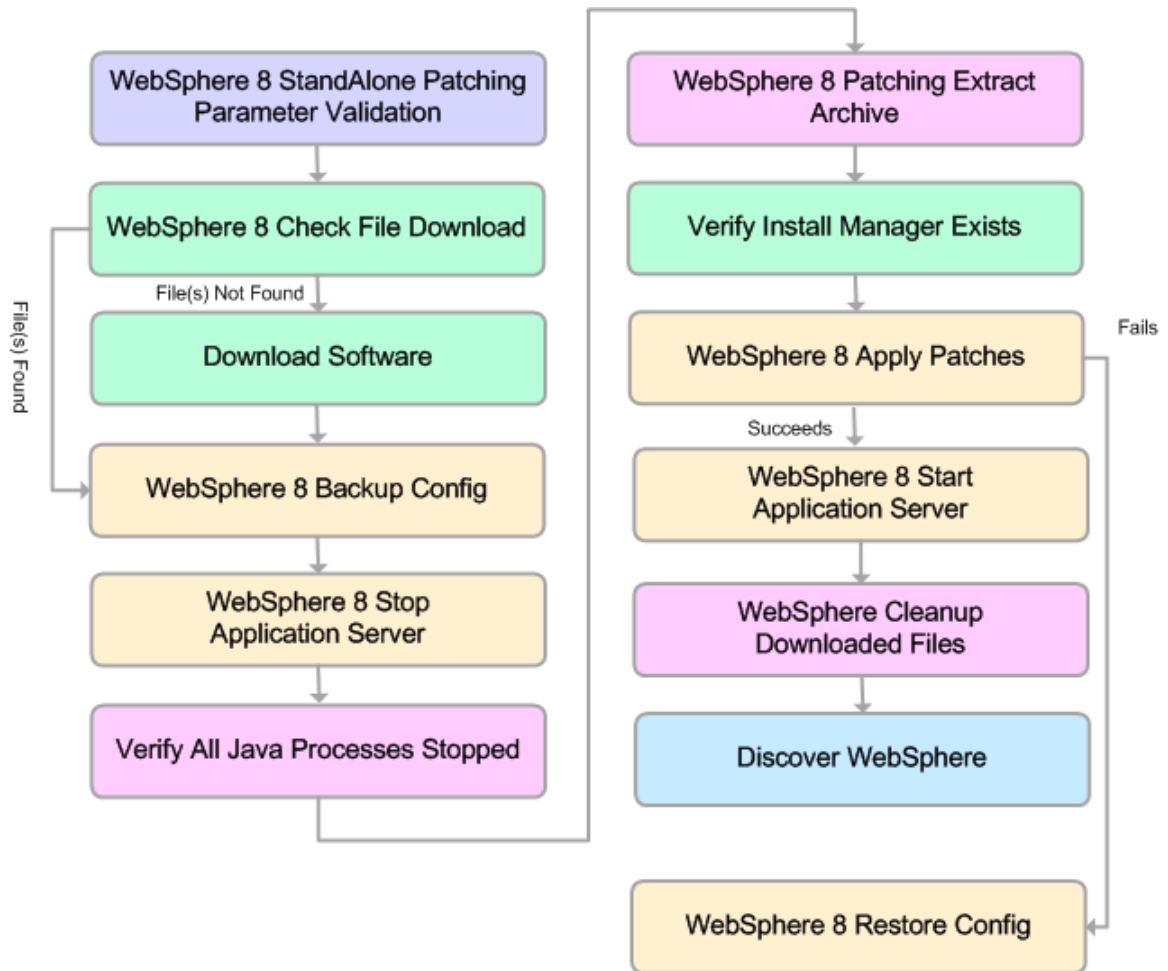 WebSphere 8 StandAlone Patching
Parameter Validation
WebSphere 8 Check File Download
File(s) Not Found
File(s) Found
Download Software
WebSphere 8 Backup Config
WebSphere 8 Stop
Application Server
Verify All Java Processes Stopped
WebSphere 8 Patching Extract
Archive
Verify Install Manager Exists
WebSphere 8 Apply Patches
Fails
Succeeds
WebSphere 8 Start
Application Server
WebSphere Cleanup
Downloaded Files
Discover WebSphere
WebSphere 8 Restore Config